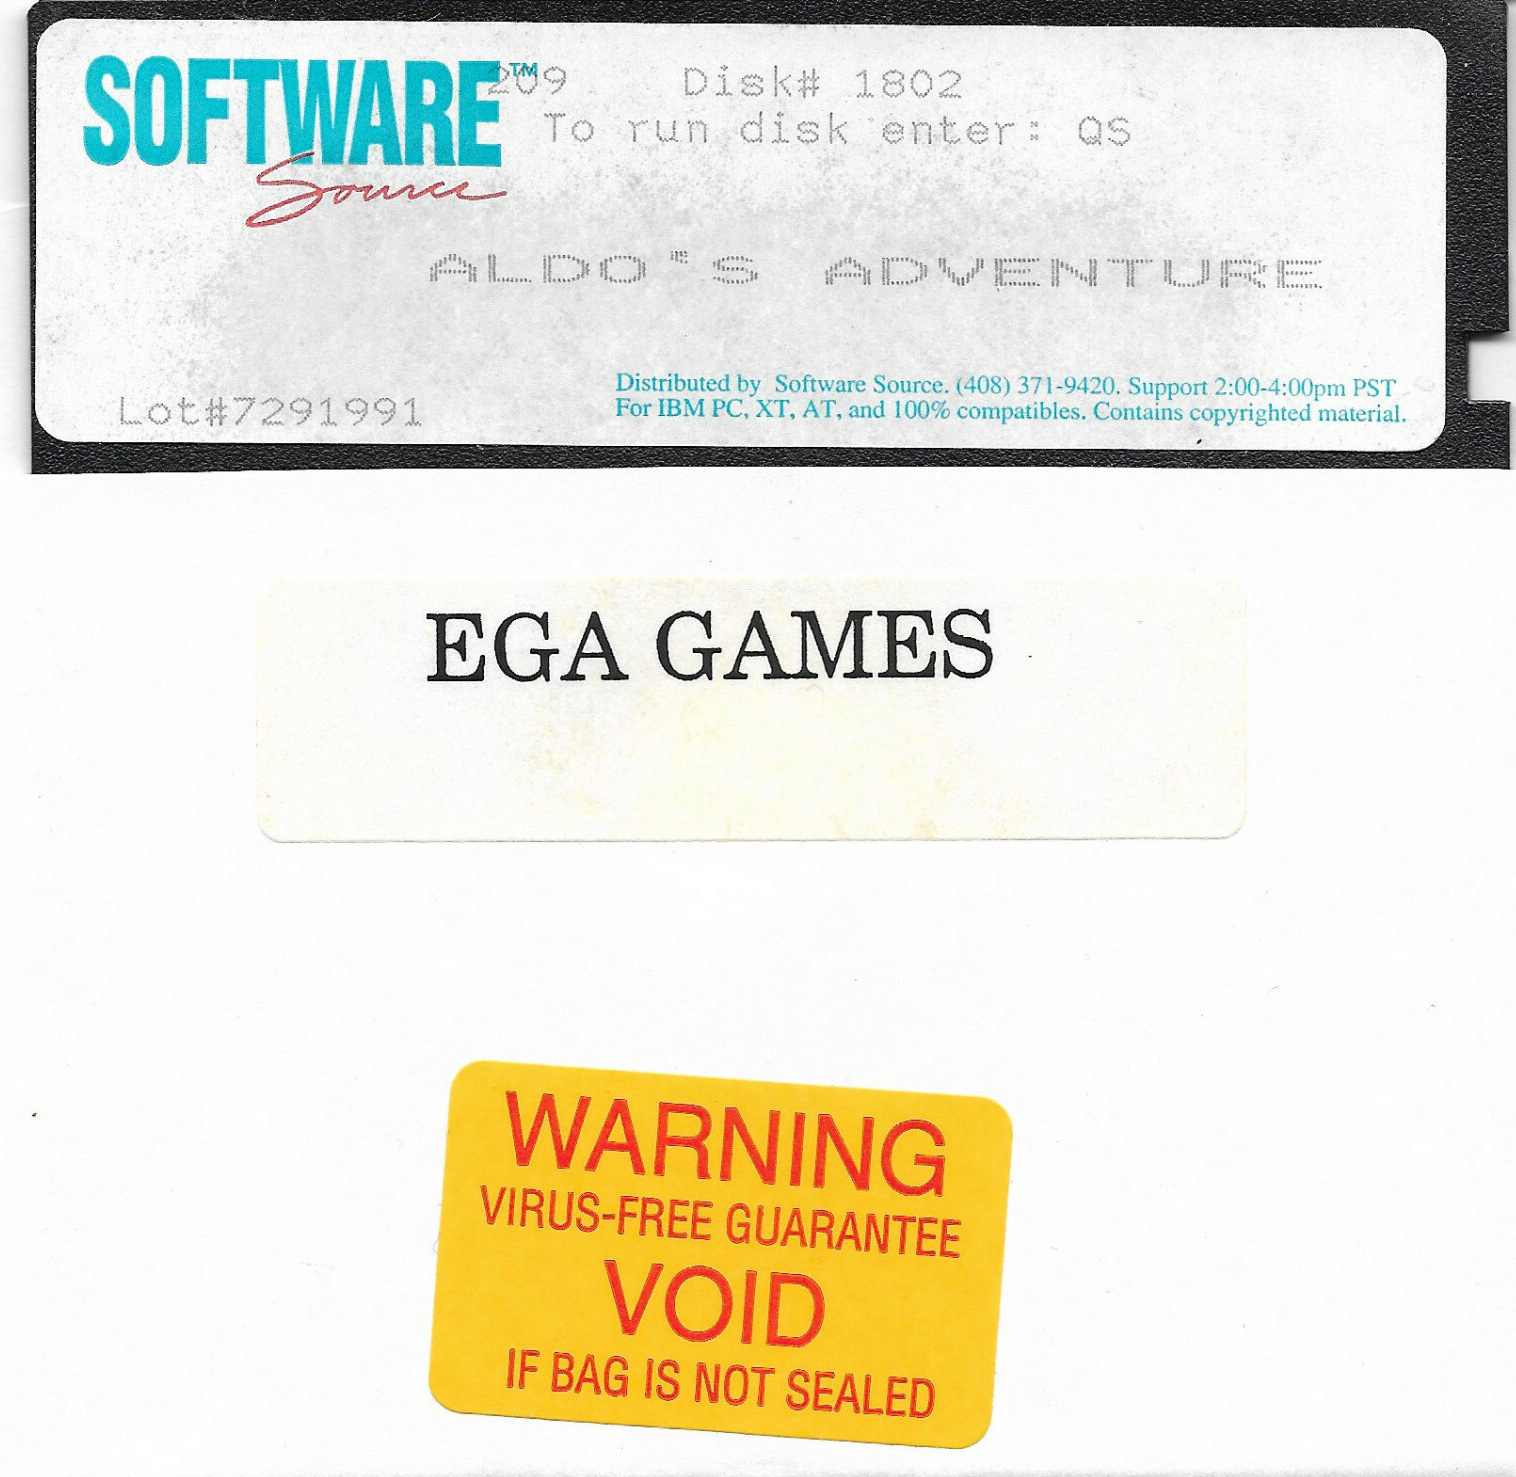 SOFTWARE™
Source
209 Disk# 1802
To run disk enter: QS
ALDO'S ADVENTURE
Lot#7291991
Distributed by Software Source. (408) 371-9420. Support 2:00-4:00pm PST
For IBM PC, XT, AT, and 100% compatibles. Contains copyrighted material.
EGA GAMES
WARNING
VIRUS-FREE GUARANTEE
VOID
IF BAG IS NOT SEALED